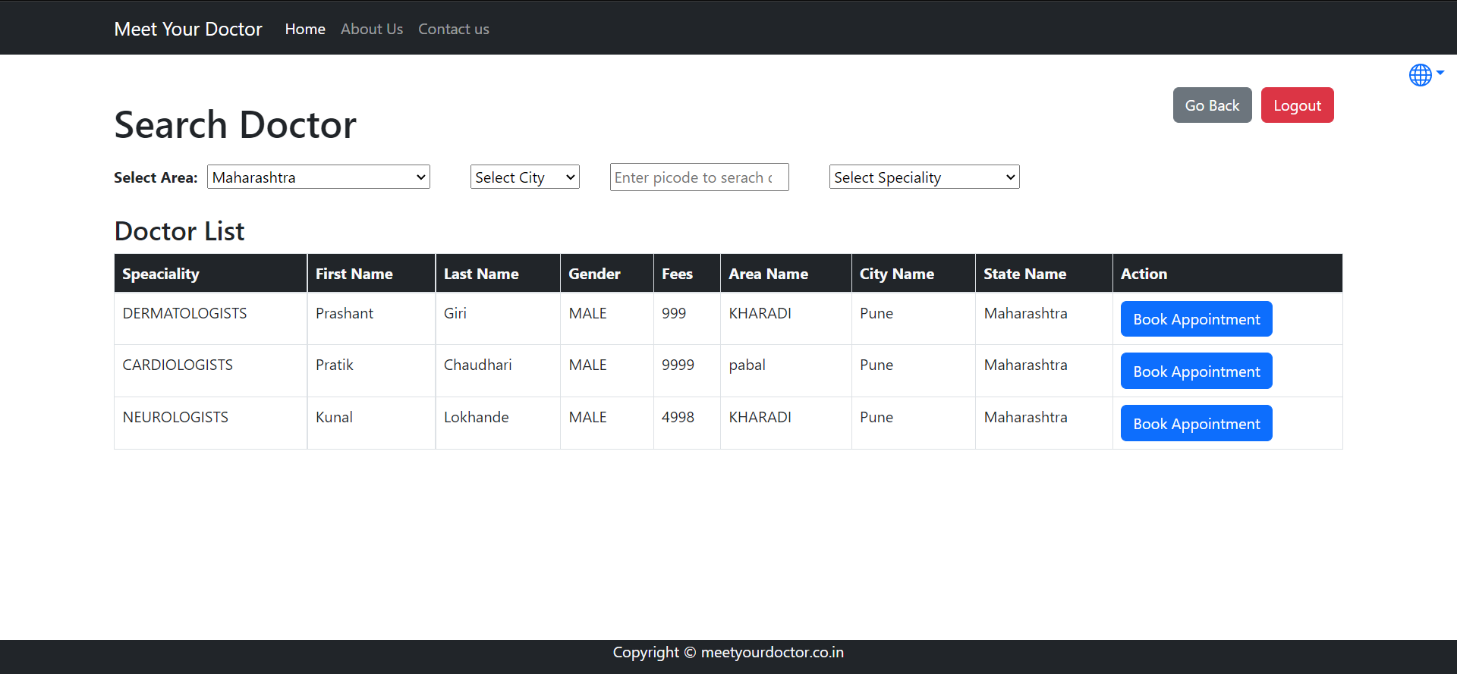 Meet Your Doctor Home About Us Contact us
Go Back Logout
Search Doctor
Select Area: Maharashtra Select City Enter picode to serach Select Speciality
Doctor List
Speaciality First Name Last Name Gender Fees Area Name City Name State Name Action
DERMATOLOGISTS Prashant Giri MALE 999 KHARADI Pune Maharashtra Book Appointment
CARDIOLOGISTS Pratik Chaudhari MALE 9999 pabal Pune Maharashtra Book Appointment
NEUROLOGISTS Kunal Lokhande MALE 4998 KHARADI Pune Maharashtra Book Appointment
Copyright © meetyourdoctor.co.in